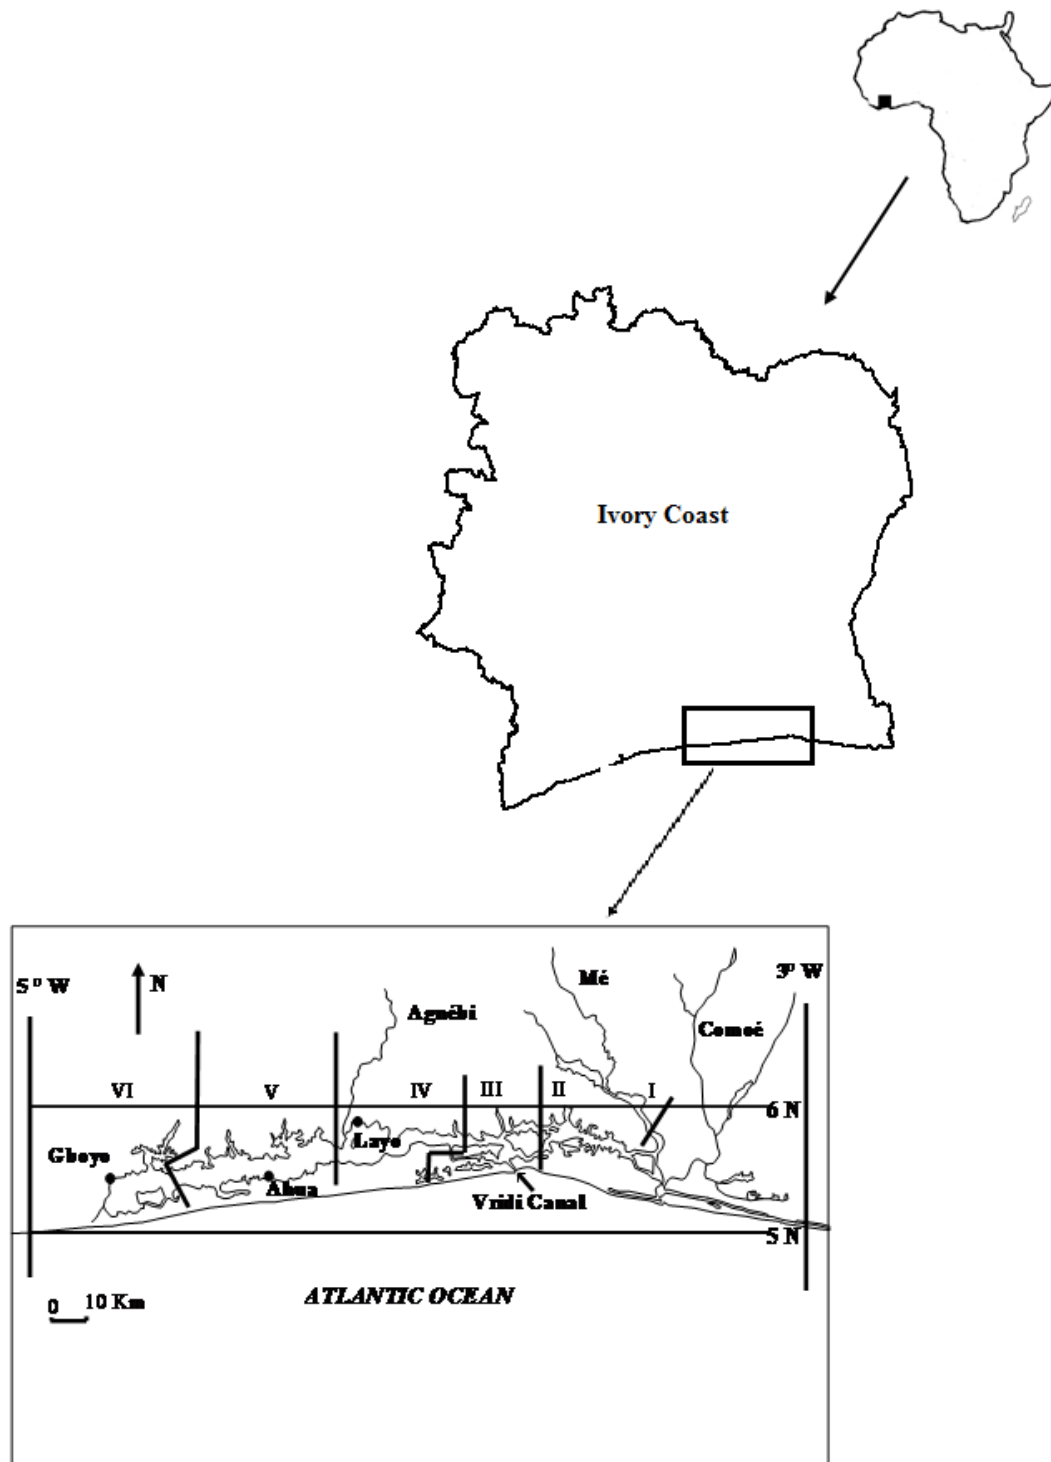 Ivory Coast
5 º W
N
Agnébi
Mé
3º W
Comoé
VI
V
IV
III
II
I
6 N
Gboyo
Layo
Ahua
Vridi Canal
5 N
0 10 Km
ATLANTIC OCEAN